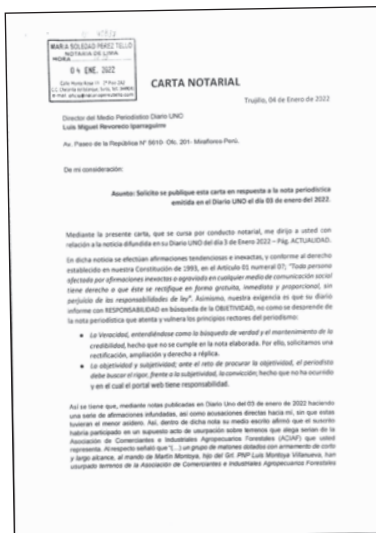 MARIA SOLEDAD PEREZ TELLO
NOTARIA DE LIMA
HORA
04 ENE. 2022
CARTA NOTARIAL
Trujillo, 04 de Enero de 2022
Director del Medio Periodístico Diario UNO
Luis Miguel Revoredo Iparraguirre
Av. Paseo de la República N° 5610- Ofc. 201- Miraflores Perú.
De mi consideración:
Asunto: Solicito se publique esta carta en respuesta a la nota periodística
emitida en el Diario UNO el día 03 de enero del 2022.
Mediante la presente carta, que se cursa por conducto notarial, me dirijo a usted con
relación a la noticia difundida en su Diario UNO del día 3 de Enero 2022 – Pág. ACTUALIDAD.
En dicha noticia se efectúan afirmaciones tendenciosas e inexactas, y conforme al derecho
establecido en nuestra Constitución de 1993, en el Artículo 01 numeral 07; "Toda persona
afectada por afirmaciones inexactas o agraviada en cualquier medio de comunicación social
tiene derecho a que éste se rectifique en forma gratuita, inmediata y proporcional, sin
perjuicio de las responsabilidades de ley". Asimismo, nuestra exigencia es que su diario
informe con RESPONSABILIDAD en búsqueda de la OBJETIVIDAD, no como se desprende de
la nota periodística que atenta y vulnera los principios rectores del periodismo:
● La Veracidad, entendiéndose como la búsqueda de verdad y el mantenimiento de la
credibilidad, hecho que no se cumple en la nota elaborada. Por ello, solicitamos una
rectificación, ampliación y derecho a réplica.
● La objetividad y subjetividad; ante el reto de procurar la objetividad, el periodista
debe buscar el rigor, frente a la subjetividad, la convicción; hecho que no ha ocurrido
y en el cual el portal web tiene responsabilidad.
Así se tiene que, mediante notas publicadas en Diario Uno del 03 de enero de 2022 haciendo
una serie de afirmaciones infundadas, así como acusaciones directas hacia mí, sin que estas
tuvieran el menor asidero. Así, dentro de dicha nota su medio escrito afirmó que el suscrito
habría participado en un supuesto acto de usurpación sobre terrenos que alega serían de la
Asociación de Comerciantes e Industriales Agropecuarios Forestales (ACIAF) que usted
representa. Al respecto señaló que "(...) un grupo de matones dotados con armamento de corto
y largo alcance, al mando de Martín Montoya, hijo del Grl. PNP Luis Montoya Villanueva, han
usurpado terrenos de la Asociación de Comerciantes e Industriales Agropecuarios Forestales